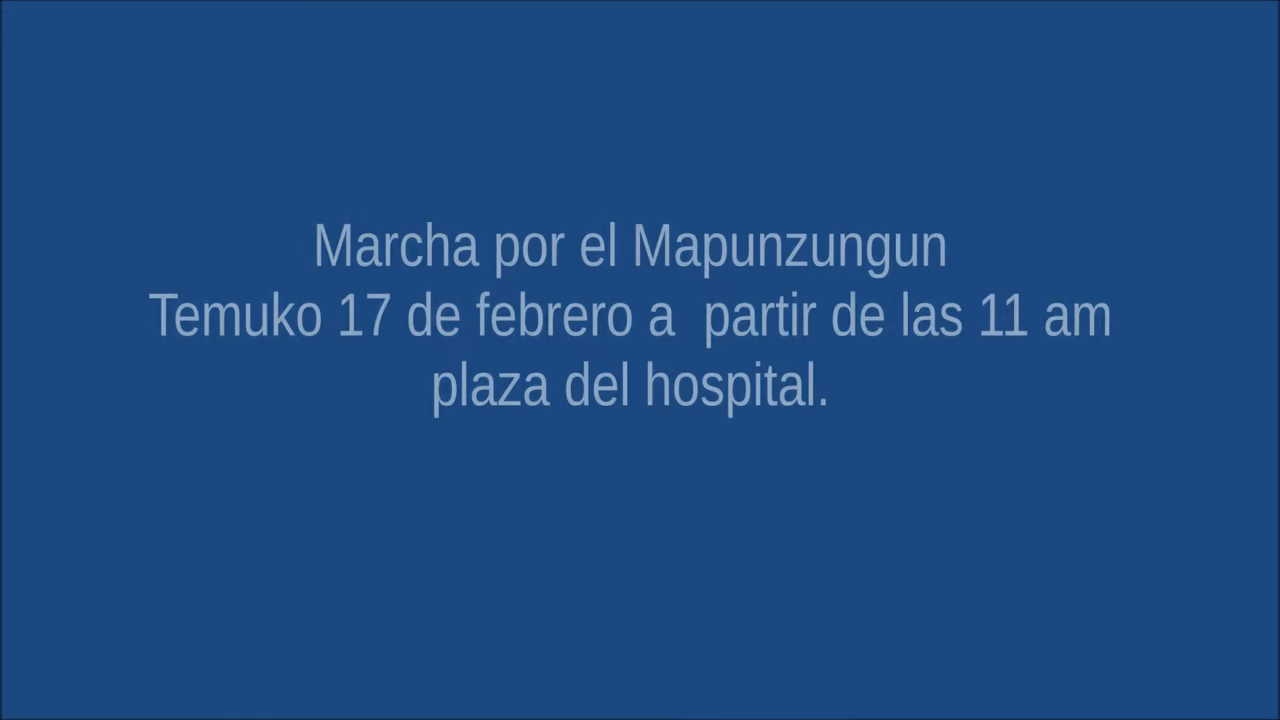 Marcha por el Mapunzungun
Temuko 17 de febrero a  partir de las 11 am
plaza del hospital.